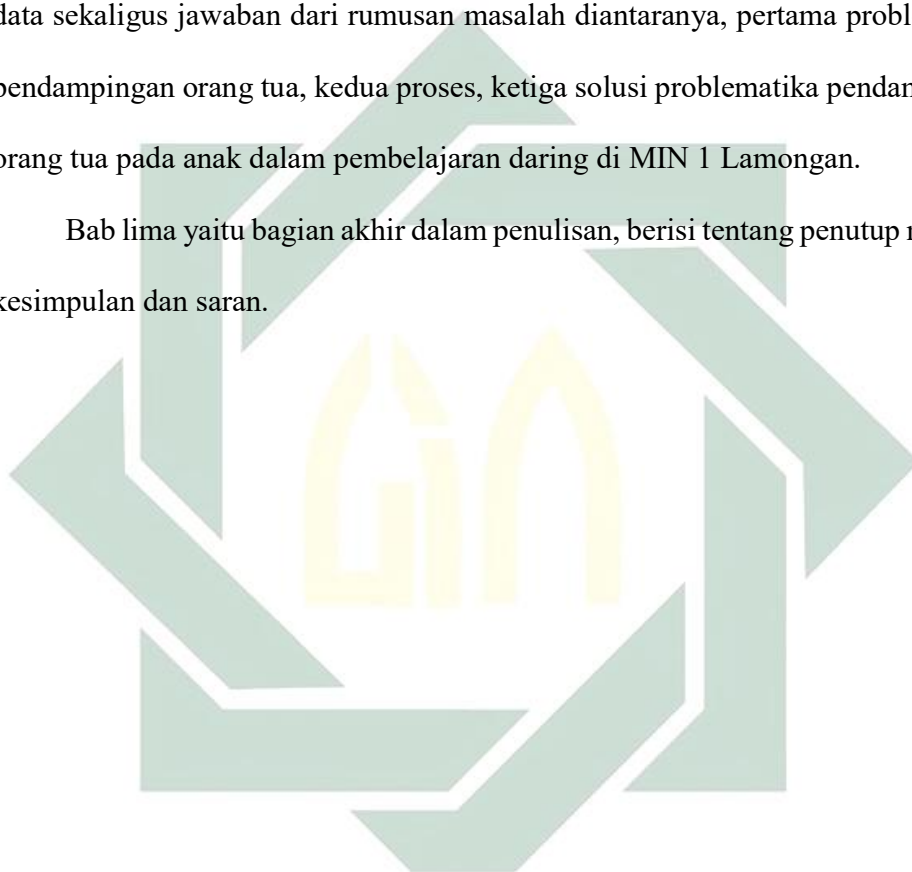 data sekaligus jawaban dari rumusan masalah diantaranya, pertama
pendampingan orang tua, kedua proses, ketiga solusi problematika
orang tua pada anak dalam pembelajaran daring di MIN 1 Lamongan.
Bab lima yaitu bagian akhir dalam penulisan, berisi tentang penutup
kesimpulan dan saran.